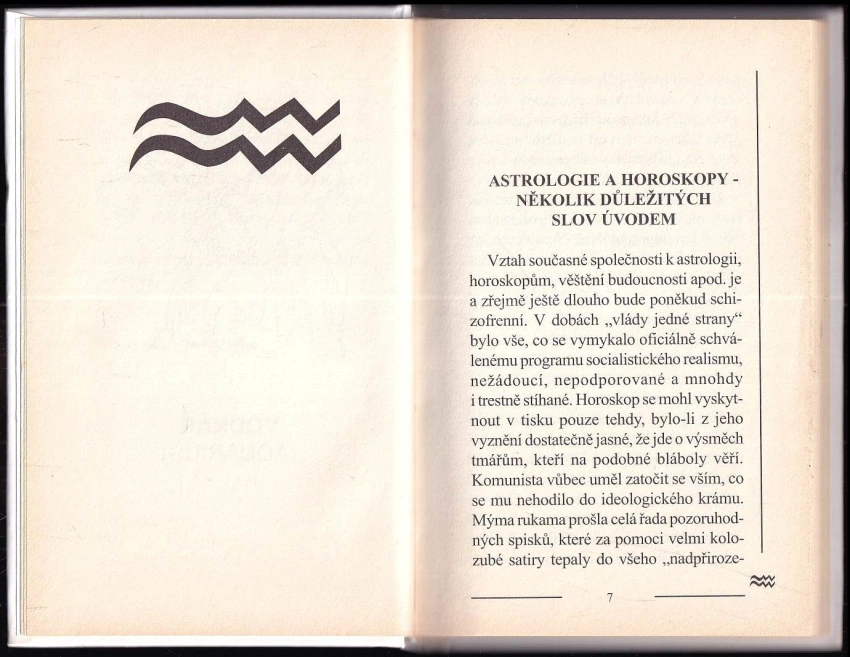 ASTROLOGIE A HOROSKOPY -
NĚKOLIK DŮLEŽITÝCH
SLOV ÚVODEM
Vztah současné společnosti k astrologii,
horoskopům, věštění budoucnosti apod. je
a zřejmě ještě dlouho bude poněkud schi-
zofrenní. V dobách „vlády jedné strany“
bylo vše, co se vymykalo oficiálně schvá-
lenému programu socialistického realismu,
nežádoucí, nepodporované a mnohdy
i trestně stíhané. Horoskop se mohl vyskyt-
nout v tisku pouze tehdy, bylo-li z jeho
vyznění dostatečně jasné, že jde o výsměch
tmářům, kteří na podobné bláboly věří.
Komunista vůbec uměl zatočit se vším, co
se mu nehodilo do ideologického krámu.
Mýma rukama prošla celá řada pozoruhod-
ných spisků, které za pomoci velmi kolo-
zubé satiry tepaly do všeho „nadpřiroze-
7